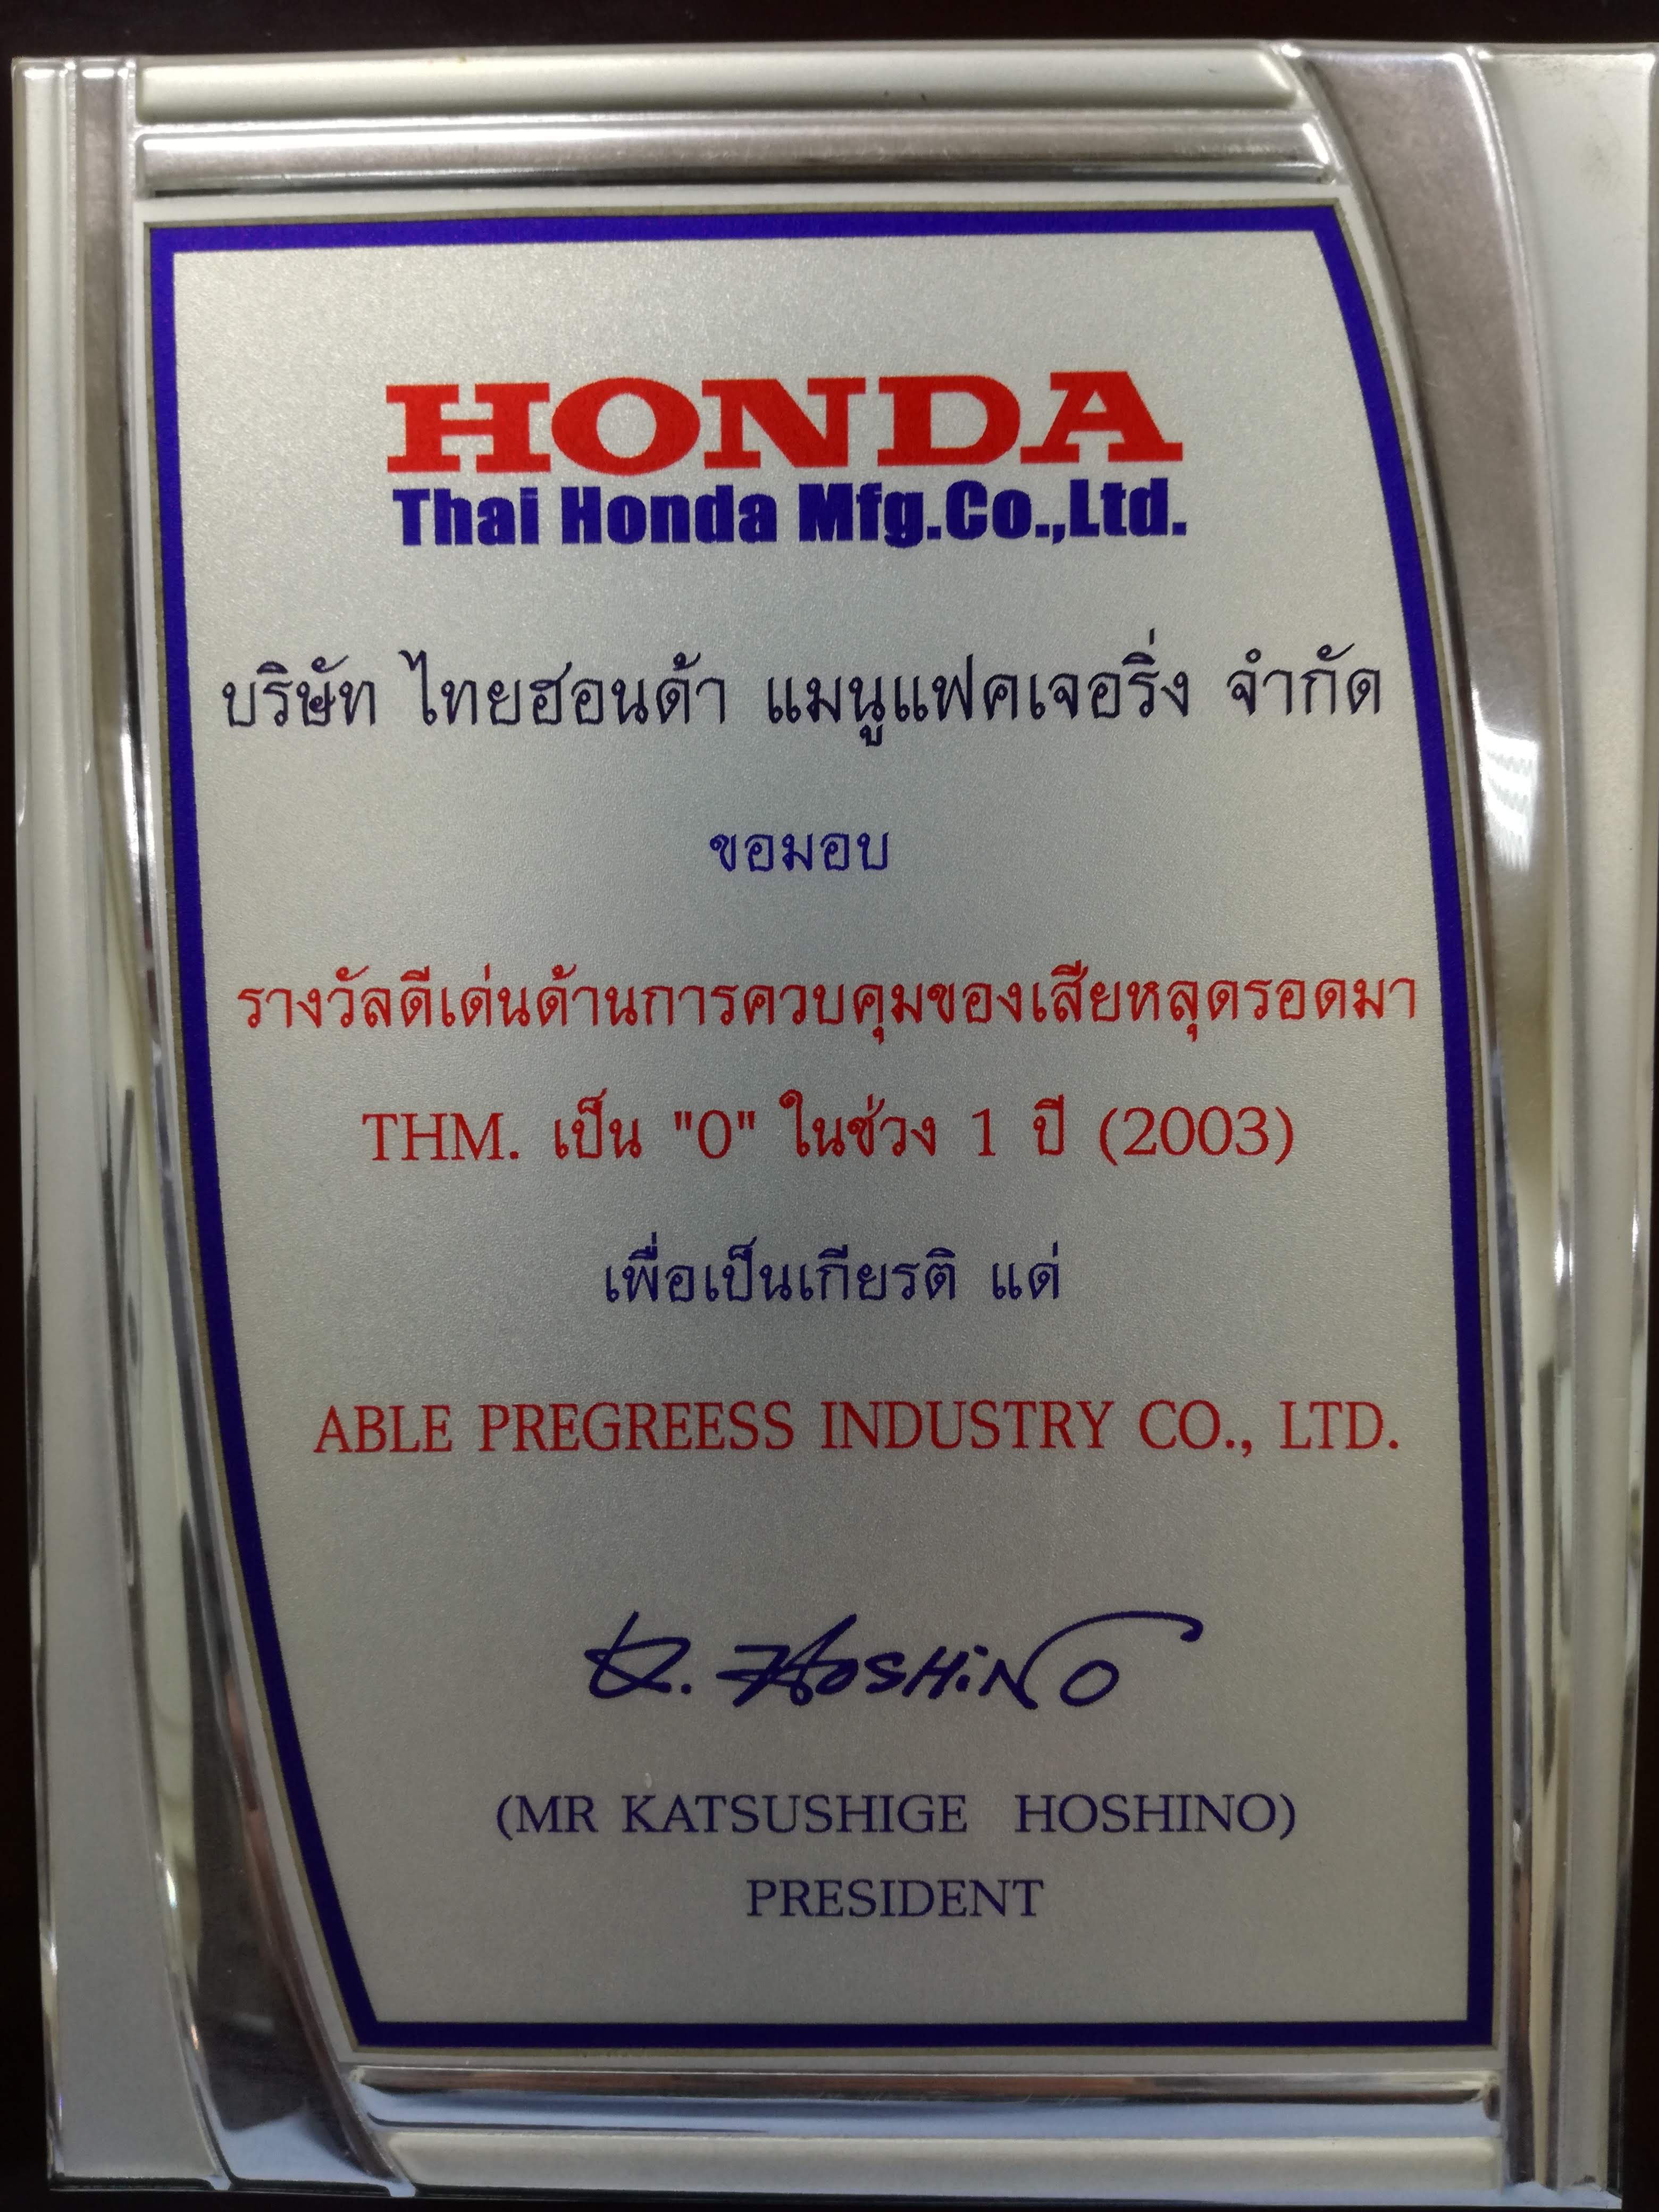 HONDA
Thai Honda Mfg.Co.,Ltd.
บริษัท ไทยฮอนด้า แมนูแฟคเจอริ่ง จำกัด
ขอมอบ
รางวัลดีเด่นด้านการควบคุมของเสียหลุดรอดมา
THM. เป็น "0" ในช่วง 1 ปี (2003)
เพื่อเป็นเกียรติ แด่
ABLE PREGREESS INDUSTRY CO., LTD.
K. HOSHiNO
(MR KATSUSHIGE HOSHINO)
PRESIDENT